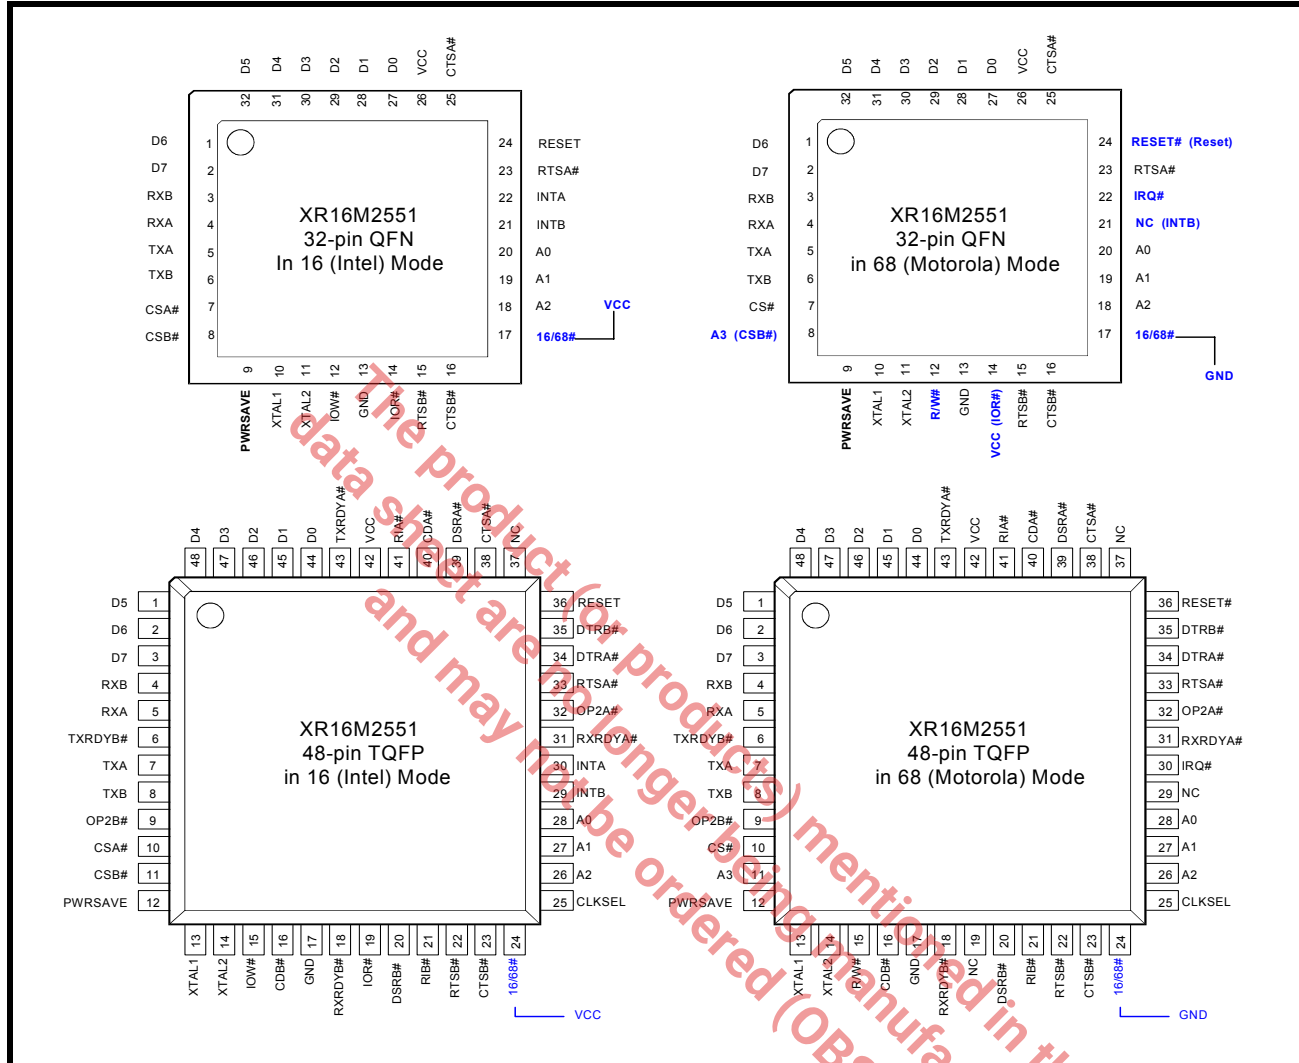 D5 D4 D3 D2 D1 D0 VCC CTSA#
32 31 30 29 28 27 26 25
D6 1
D7 2
RXB 3
RXA 4
TXA 5
TXB 6
CSA# 7
CSB# 8
XR16M2551
32-pin QFN
In 16 (Intel) Mode
24 RESET
23 RTSA#
22 INTA
21 INTB
20 A0
19 A1
18 A2
17 16/68#
VCC
9 10 11 12 13 14 15 16
PWRSAVE XTAL1 XTAL2 IOW# GND IOR# RTSB# CTSB#
D5 D4 D3 D2 D1 D0 VCC CTSA#
32 31 30 29 28 27 26 25
D6 1
D7 2
RXB 3
RXA 4
TXA 5
TXB 6
CS# 7
A3 (CSB#) 8
XR16M2551
32-pin QFN
in 68 (Motorola) Mode
24 RESET# (Reset)
23 RTSA#
22 IRQ#
21 NC (INTB)
20 A0
19 A1
18 A2
17 16/68#
GND
9 10 11 12 13 14 15 16
PWRSAVE XTAL1 XTAL2 R/W# GND VCC (IOR#) RTSB# CTSB#
D4 D3 D2 D1 D0 TXRDYA# VCC RIA# CDA# DSRA# CTSA# NC
48 47 46 45 44 43 42 41 40 39 38 37
D5 1
D6 2
D7 3
RXB 4
RXA 5
TXRDYB# 6
TXA 7
TXB 8
OP2B# 9
CSA# 10
CSB# 11
PWRSAVE 12
XR16M2551
48-pin TQFP
in 16 (Intel) Mode
36 RESET
35 DTRB#
34 DTRA#
33 RTSA#
32 OP2A#
31 RXRDYA#
30 INTA
29 INTB
28 A0
27 A1
26 A2
25 CLKSEL
13 14 15 16 17 18 19 20 21 22 23 24
XTAL1 XTAL2 IOW# CDB# GND RXRDYB# IOR# DSRB# RIB# RTSB# CTSB# 16/68#
VCC
D4 D3 D2 D1 D0 TXRDYA# VCC RIA# CDA# DSRA# CTSA# NC
48 47 46 45 44 43 42 41 40 39 38 37
D5 1
D6 2
D7 3
RXB 4
RXA 5
TXRDYB# 6
TXA 7
TXB 8
OP2B# 9
CS# 10
A3 11
PWRSAVE 12
XR16M2551
48-pin TQFP
in 68 (Motorola) Mode
36 RESET#
35 DTRB#
34 DTRA#
33 RTSA#
32 OP2A#
31 RXRDYA#
30 IRQ#
29 NC
28 A0
27 A1
26 A2
25 CLKSEL
13 14 15 16 17 18 19 20 21 22 23 24
XTAL1 XTAL2 R/W# CDB# GND RXRDYB# NC DSRB# RIB# RTSB# CTSB# 16/68#
GND
The product (or products) mentioned in th
data sheet are no longer being manufa
and may not be ordered (OBS